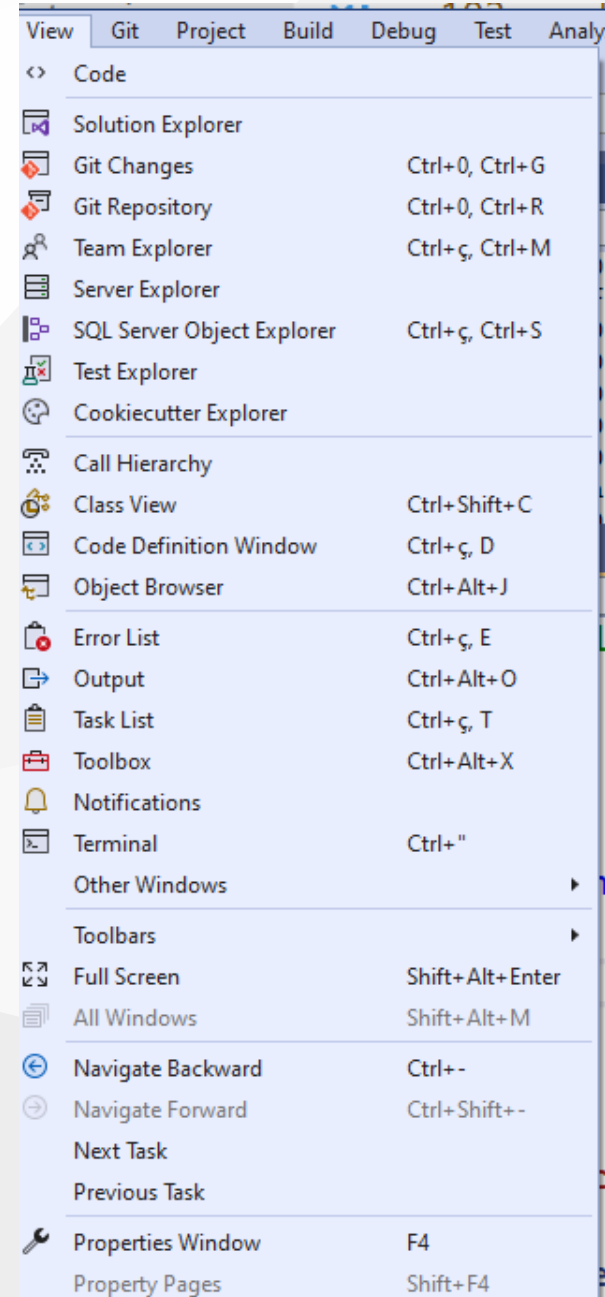 View Git Project Build Debug Test Analy
Code
Solution Explorer
Git Changes Ctrl+0, Ctrl+G
Git Repository Ctrl+0, Ctrl+R
Team Explorer Ctrl+ç, Ctrl+M
Server Explorer
SQL Server Object Explorer Ctrl+ç, Ctrl+S
Test Explorer
Cookiecutter Explorer
Call Hierarchy
Class View Ctrl+Shift+C
Code Definition Window Ctrl+ç, D
Object Browser Ctrl+Alt+J
Error List Ctrl+ç, E
Output Ctrl+Alt+O
Task List Ctrl+ç, T
Toolbox Ctrl+Alt+X
Notifications
Terminal Ctrl+"
Other Windows
Toolbars
Full Screen Shift+Alt+Enter
All Windows Shift+Alt+M
Navigate Backward Ctrl+-
Navigate Forward Ctrl+Shift+-
Next Task
Previous Task
Properties Window F4
Property Pages Shift+F4